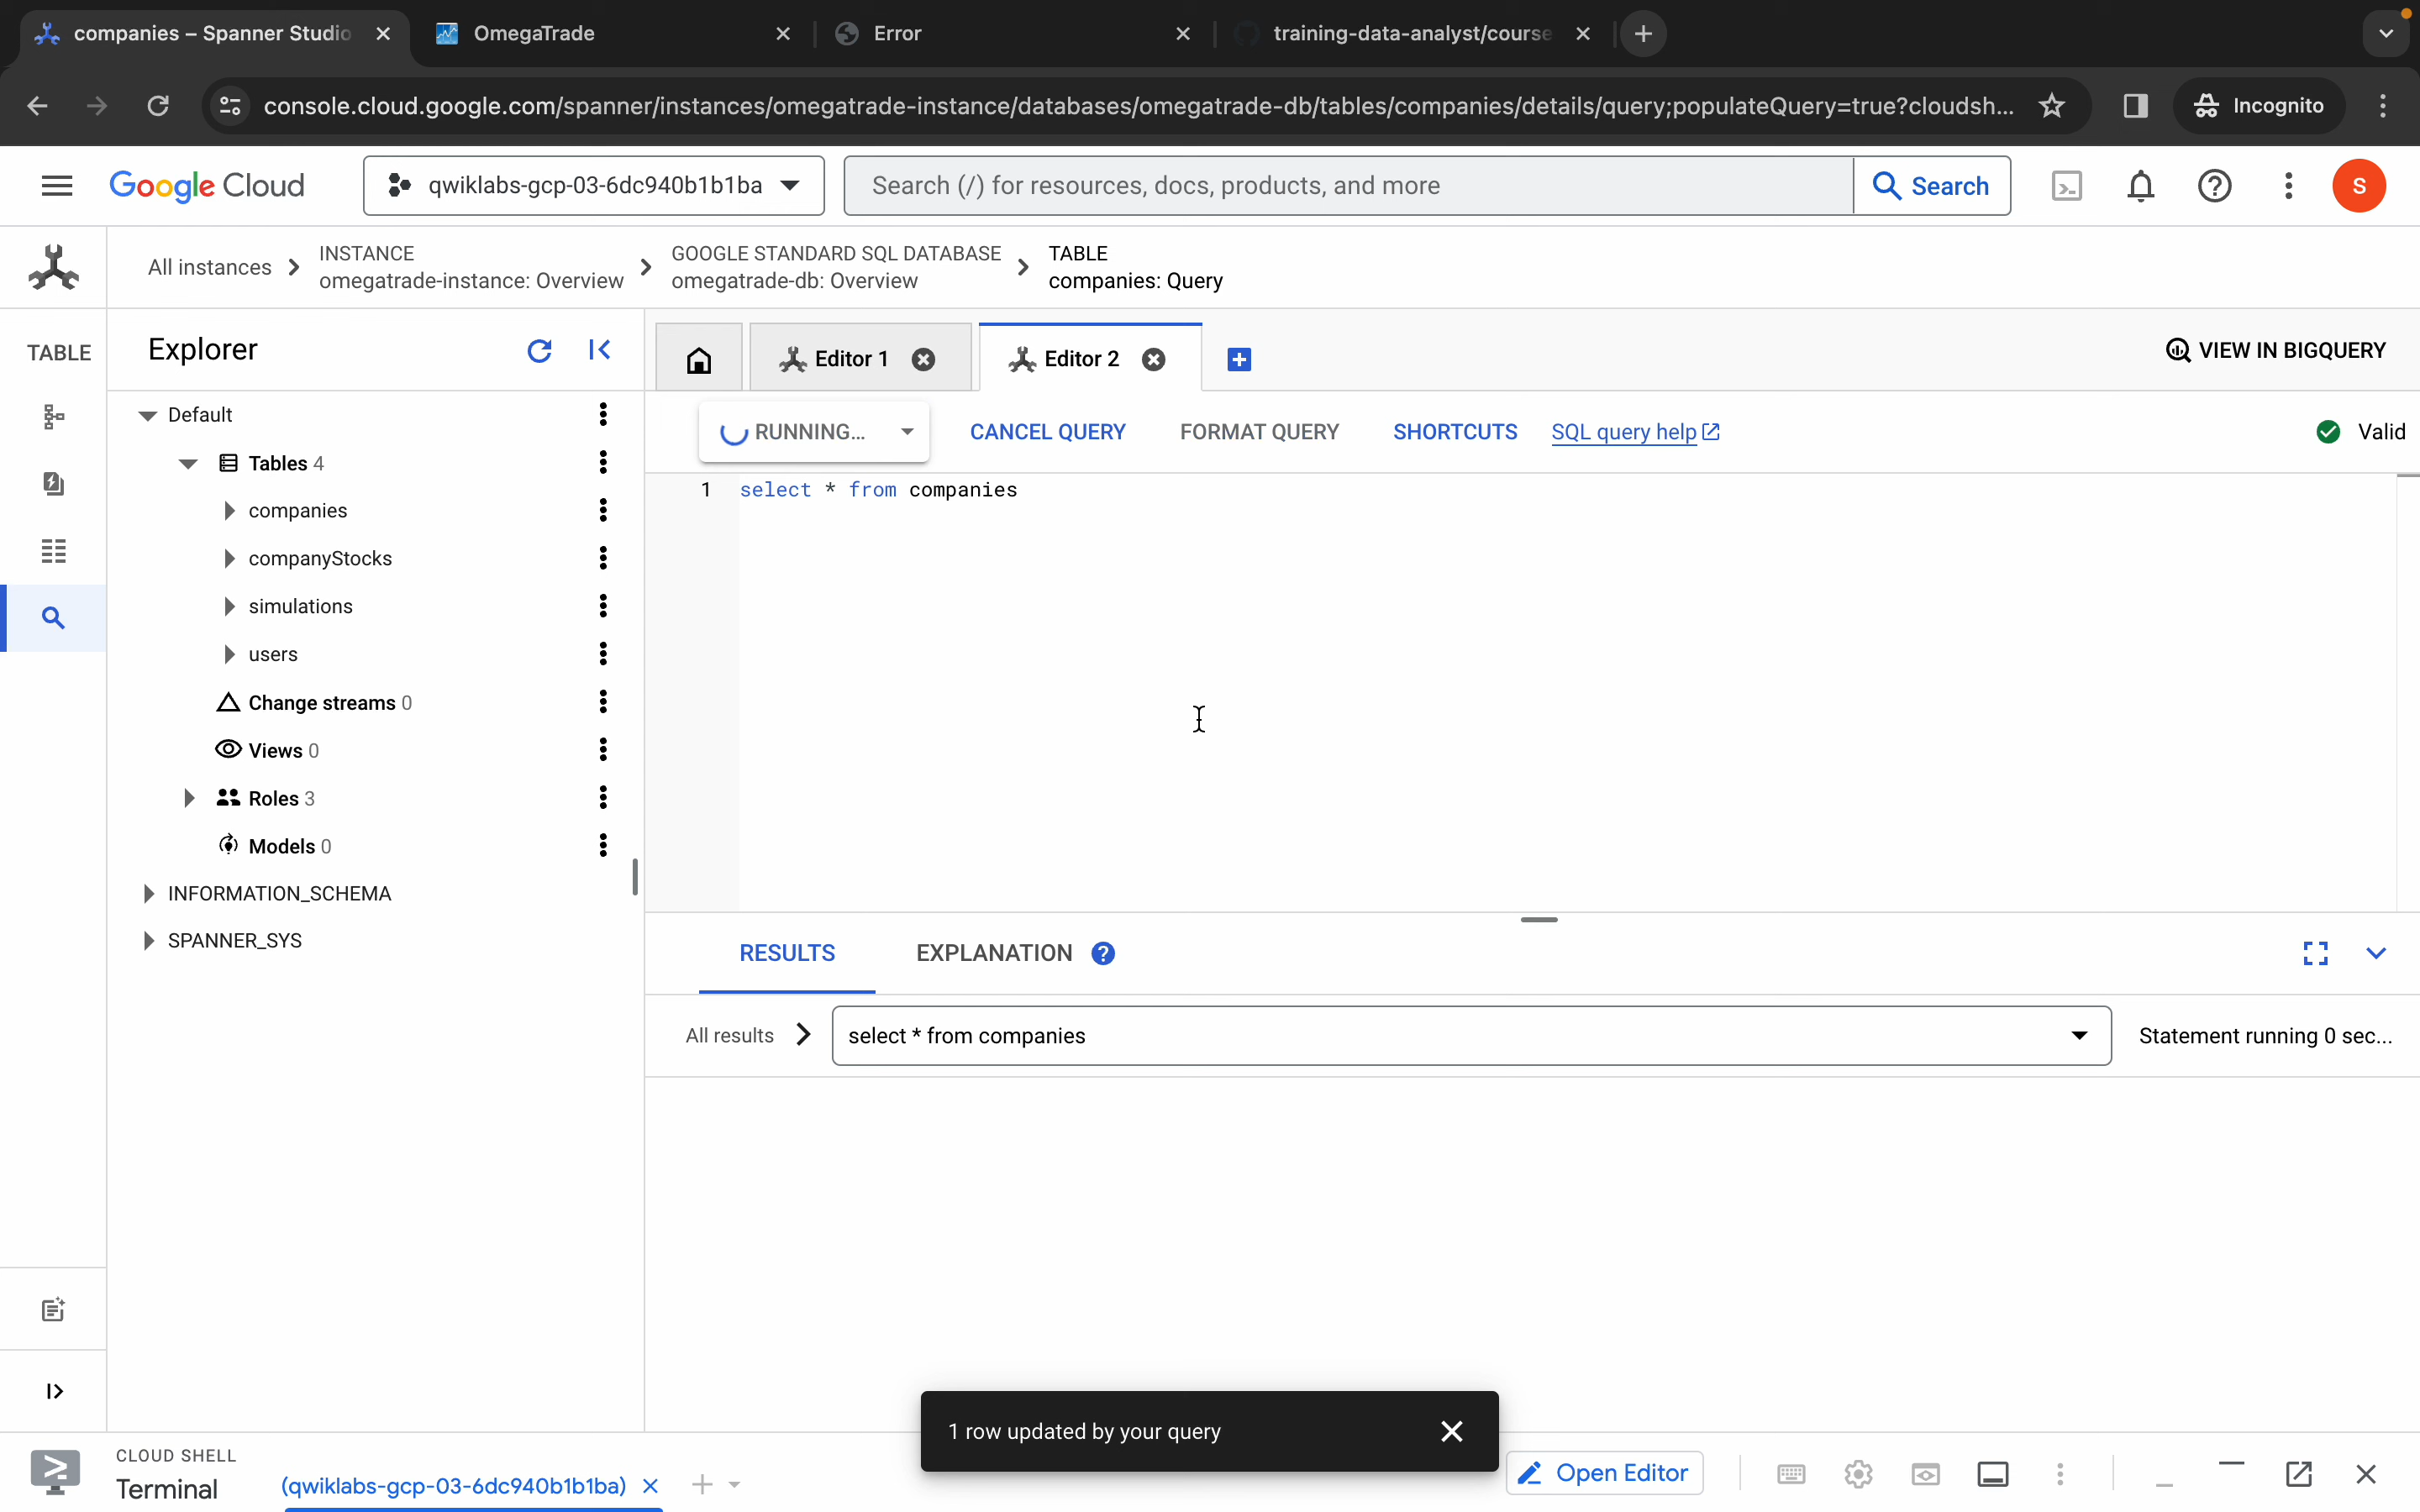 companies – Spanner Studio
OmegaTrade
Error
training-data-analyst/course
console.cloud.google.com/spanner/instances/omegatrade-instance/databases/omegatrade-db/tables/companies/details/query;populateQuery=true?cloudsh...
Incognito
Google Cloud
qwiklabs-gcp-03-6dc940b1b1ba
Search (/) for resources, docs, products, and more
Search
S
All instances
INSTANCE
omegatrade-instance: Overview
GOOGLE STANDARD SQL DATABASE
omegatrade-db: Overview
TABLE
companies: Query
TABLE
Explorer
Editor 1
Editor 2
VIEW IN BIGQUERY
Default
Tables 4
companies
companyStocks
simulations
users
Change streams 0
Views 0
Roles 3
Models 0
INFORMATION_SCHEMA
SPANNER_SYS
RUNNING...
CANCEL QUERY
FORMAT QUERY
SHORTCUTS
SQL query help
Valid
1 select * from companies
RESULTS
EXPLANATION
All results
select * from companies
Statement running 0 sec...
1 row updated by your query
CLOUD SHELL
Terminal
(qwiklabs-gcp-03-6dc940b1b1ba)
Open Editor